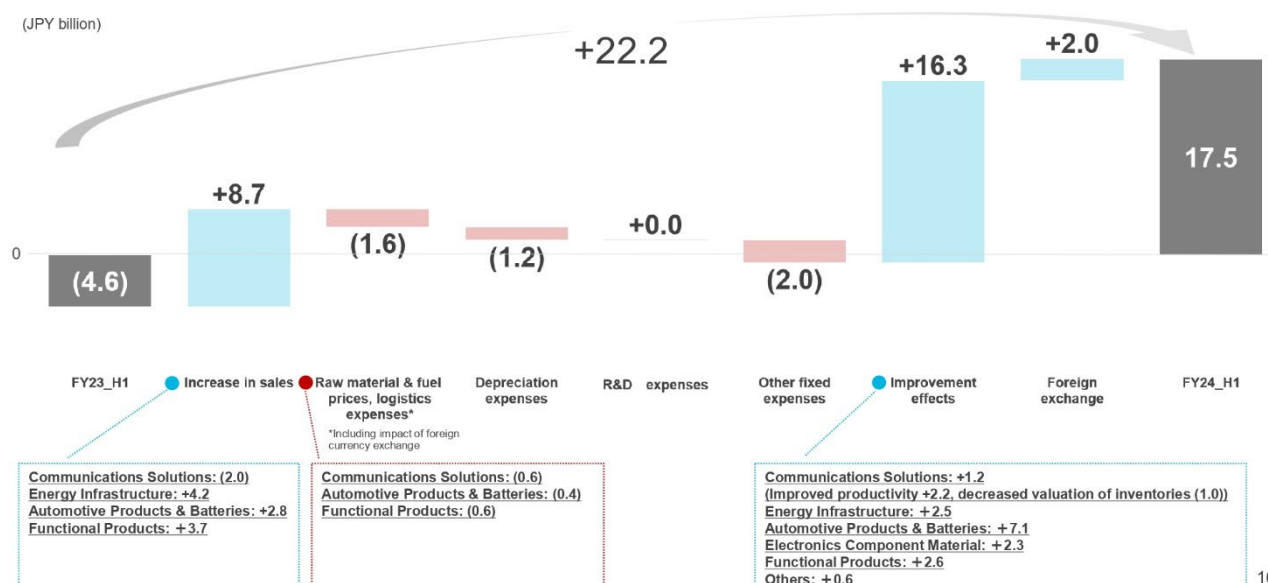 (JPY billion)
+22.2
+8.7
(1.6)
(1.2)
+0.0
(2.0)
+16.3
+2.0
17.5
0
(4.6)
FY23_H1
Increase in sales
Raw material & fuel
prices, logistics
expenses*
*Including impact of foreign
currency exchange
Depreciation
expenses
R&D expenses
Other fixed
expenses
Improvement
effects
Foreign
exchange
FY24_H1
Communications Solutions: (2.0)
Energy Infrastructure: +4.2
Automotive Products & Batteries: +2.8
Functional Products: +3.7
Communications Solutions: (0.6)
Automotive Products & Batteries: (0.4)
Functional Products: (0.6)
Communications Solutions: +1.2
(Improved productivity +2.2, decreased valuation of inventories (1.0))
Energy Infrastructure: +2.5
Automotive Products & Batteries: +7.1
Electronics Component Material: +2.3
Functional Products: +2.6
Others: +0.6